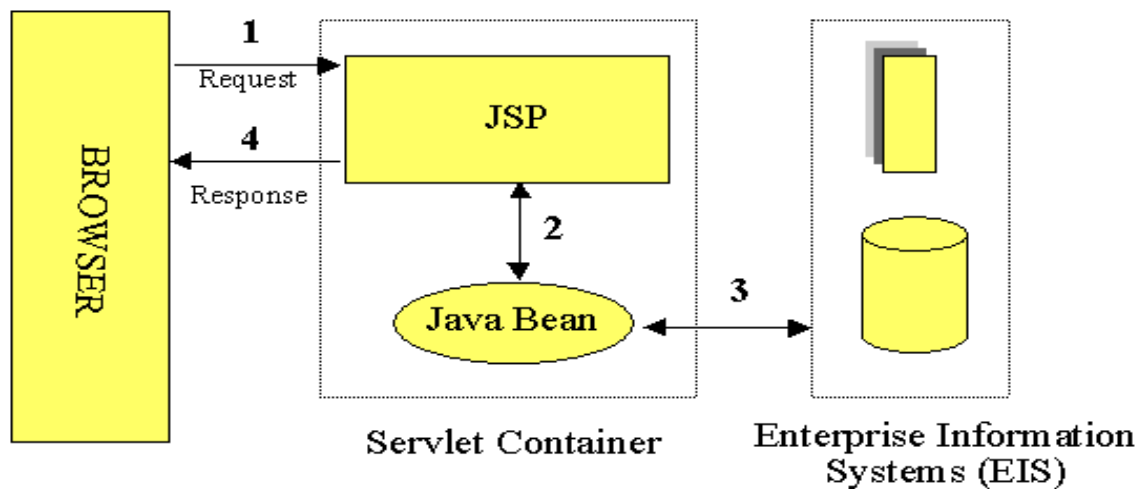 BROWSER
1
Request
4
Response
JSP
2
Java Bean
3
Servlet Container
Enterprise Information
Systems (EIS)